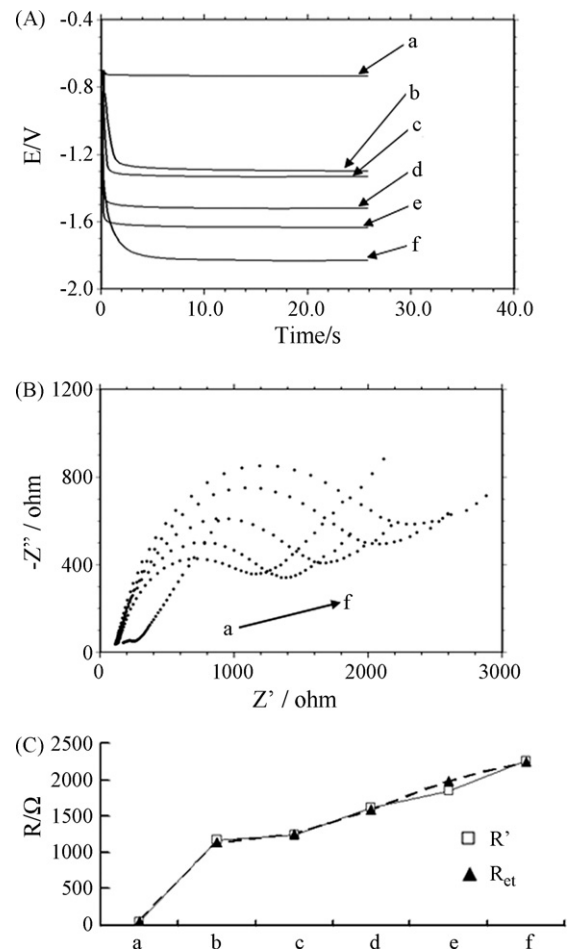 (A)
-0.4
-0.8
-1.2
-1.6
-2.0
E/V
a
b
c
d
e
f
0 10.0 20.0 30.0 40.0
Time/s
(B)
1200
800
400
0
-Z'' / ohm
a
f
0 1000 2000 3000
Z' / ohm
(C)
2500
2000
1500
1000
500
0
R/Ω
R'
Ret
a b c d e f